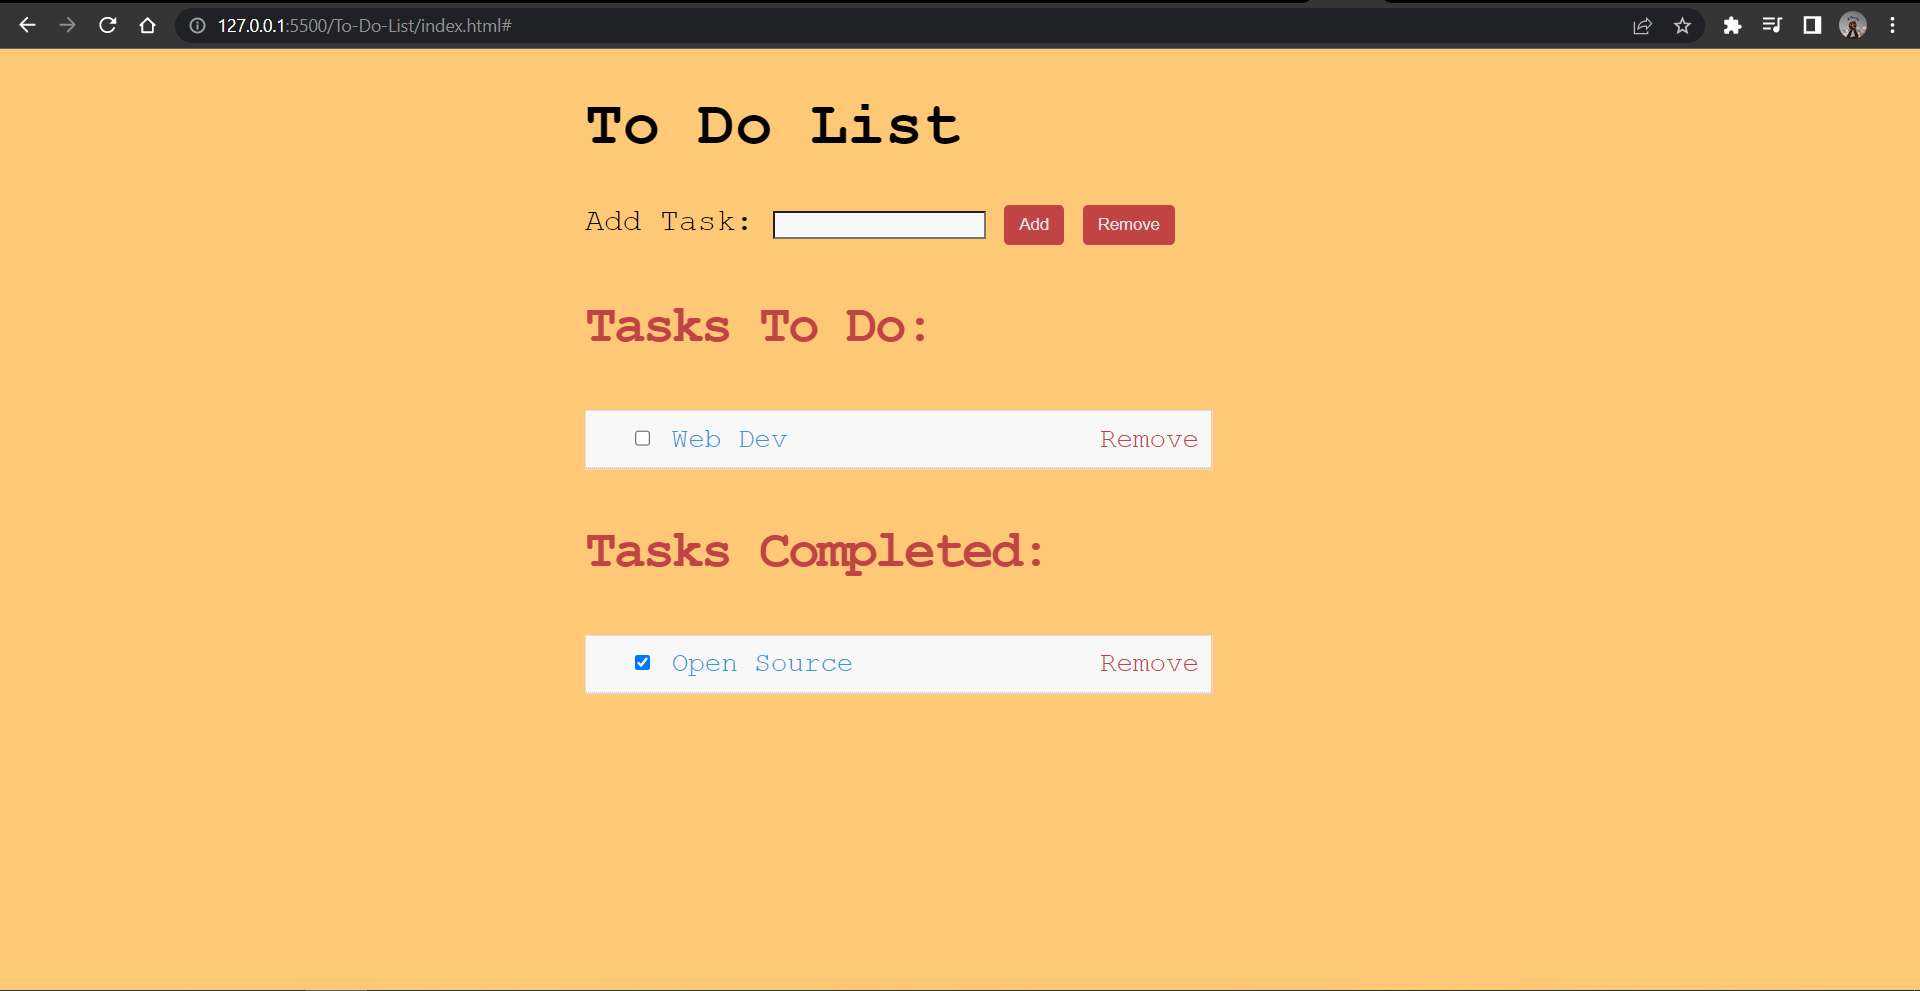 127.0.0.1:5500/To-Do-List/index.html#
To Do List
Add Task: Add Remove
Tasks To Do:
Web Dev Remove
Tasks Completed:
Open Source Remove